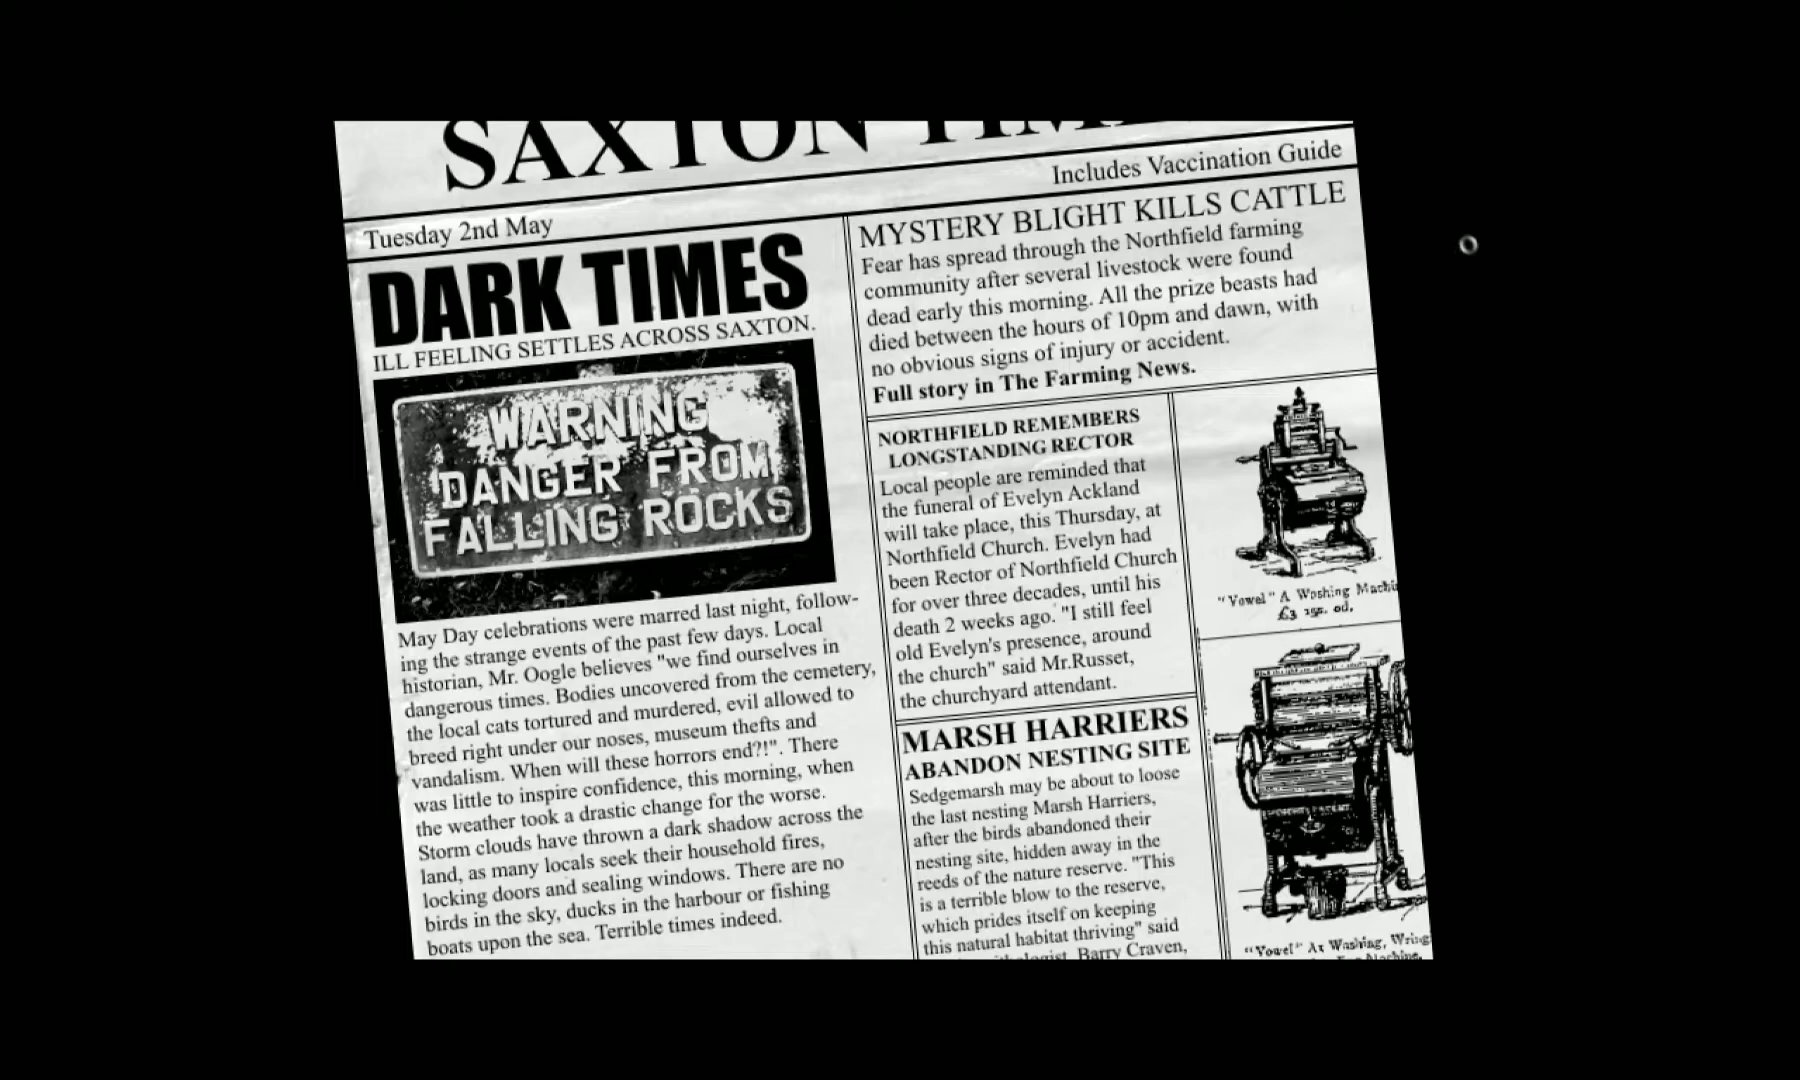 SAXTON TIM
Includes Vaccination Guide
Tuesday 2nd May
DARK TIMES
ILL FEELING SETTLES ACROSS SAXTON.
WARNING
DANGER FROM
FALLING ROCKS
May Day celebrations were marred last night, follow-
ing the strange events of the past few days. Local
historian, Mr. Oogle believes "we find ourselves in
dangerous times. Bodies uncovered from the cemetery,
the local cats tortured and murdered, evil allowed to
breed right under our noses, museum thefts and
vandalism. When will these horrors end?!". There
was little to inspire confidence, this morning, when
the weather took a drastic change for the worse.
Storm clouds have thrown a dark shadow across the
land, as many locals seek their household fires,
locking doors and sealing windows. There are no
birds in the sky, ducks in the harbour or fishing
boats upon the sea. Terrible times indeed.
MYSTERY BLIGHT KILLS CATTLE
Fear has spread through the Northfield farming
community after several livestock were found
dead early this morning. All the prize beasts had
died between the hours of 10pm and dawn, with
no obvious signs of injury or accident.
Full story in The Farming News.
NORTHFIELD REMEMBERS
LONGSTANDING RECTOR
Local people are reminded that
the funeral of Evelyn Ackland
will take place, this Thursday, at
Northfield Church. Evelyn had
been Rector of Northfield Church
for over three decades, until his
death 2 weeks ago. "I still feel
old Evelyn's presence, around
the church" said Mr.Russet,
the churchyard attendant.
MARSH HARRIERS
ABANDON NESTING SITE
Sedgemarsh may be about to loose
the last nesting Marsh Harriers,
after the birds abandoned their
nesting site, hidden away in the
reeds of the nature reserve. "This
is a terrible blow to the reserve,
which prides itself on keeping
this natural habitat thriving" said
Barry Craven,
"Vowel" A Washing Machi
£3 19s. od.
"Vowel" A1 Washing, Wring
Machine,